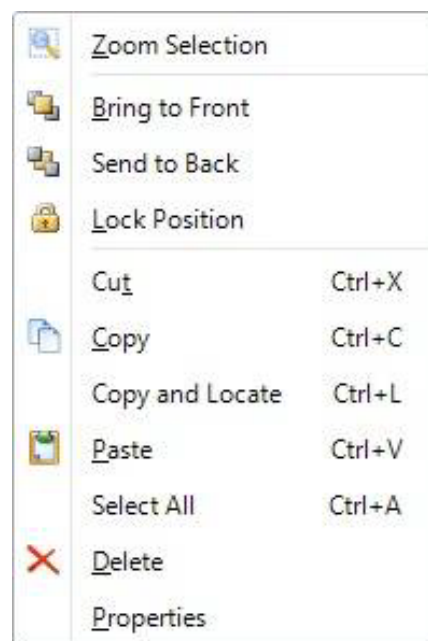 Zoom Selection
Bring to Front
Send to Back
Lock Position
Cut Ctrl+X
Copy Ctrl+C
Copy and Locate Ctrl+L
Paste Ctrl+V
Select All Ctrl+A
Delete
Properties